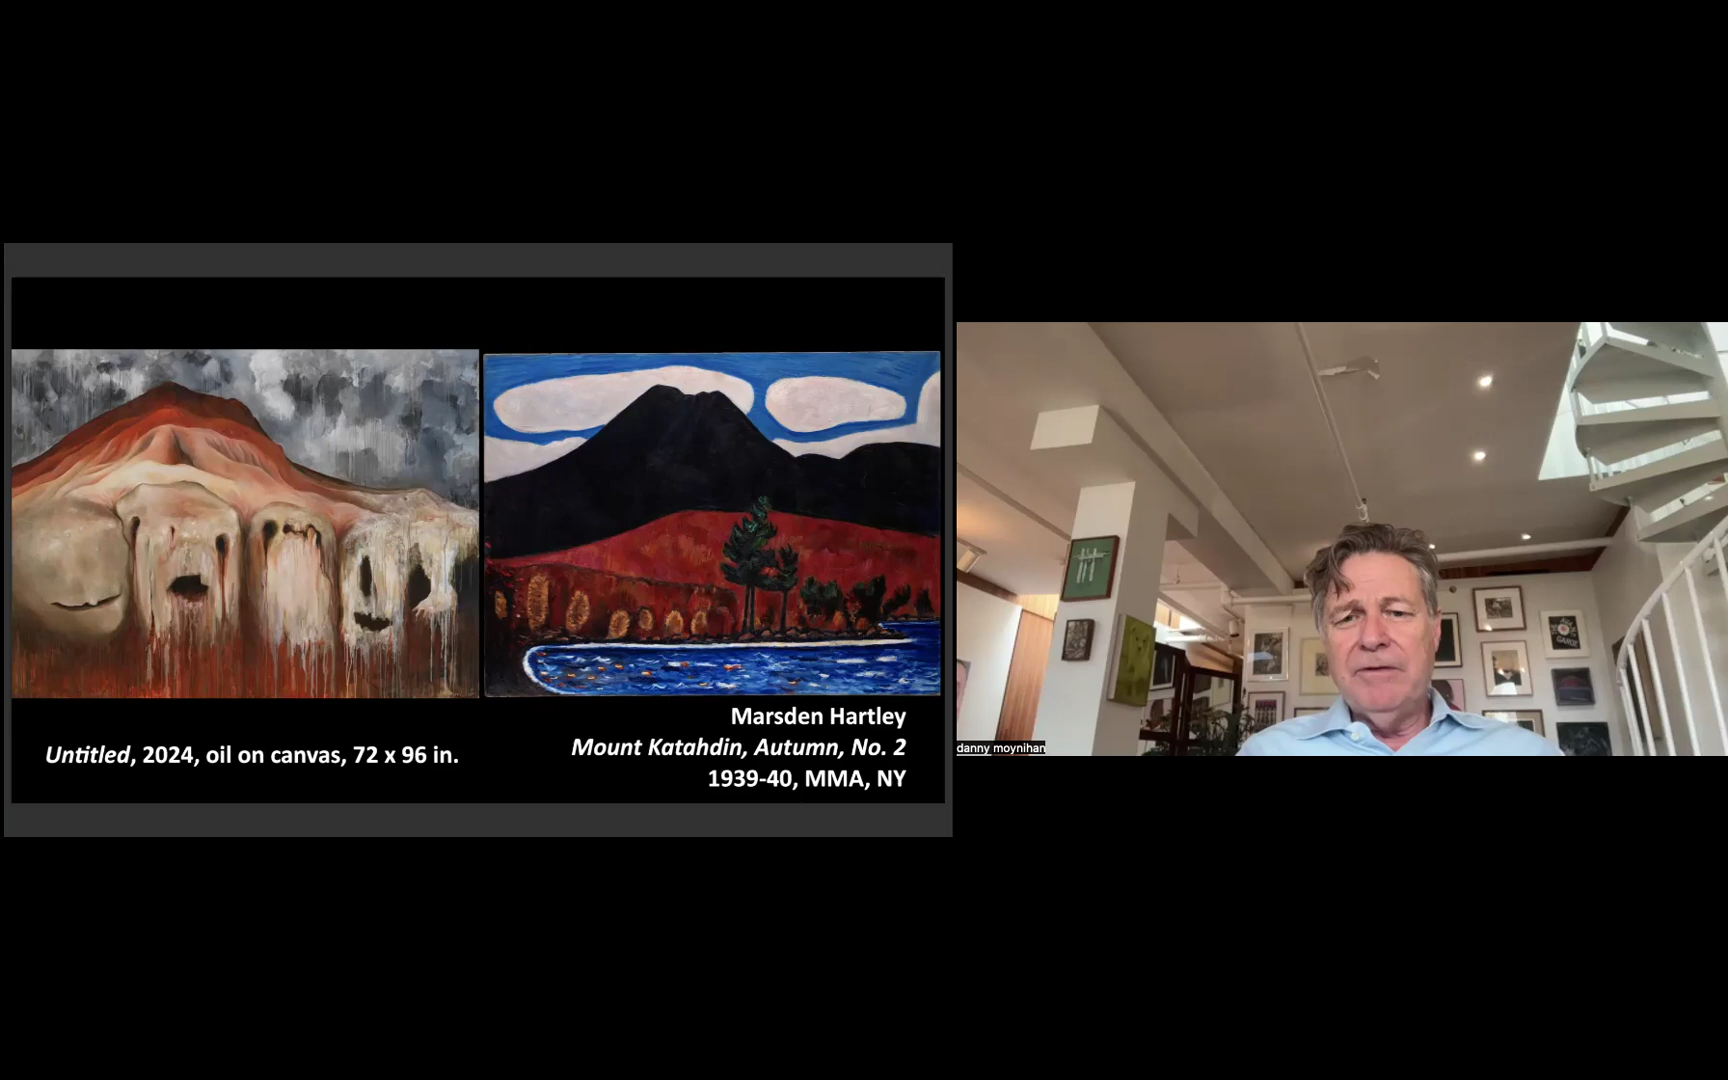 Untitled, 2024, oil on canvas, 72 x 96 in.
Marsden Hartley
Mount Katahdin, Autumn, No. 2
1939-40, MMA, NY
danny moynihan